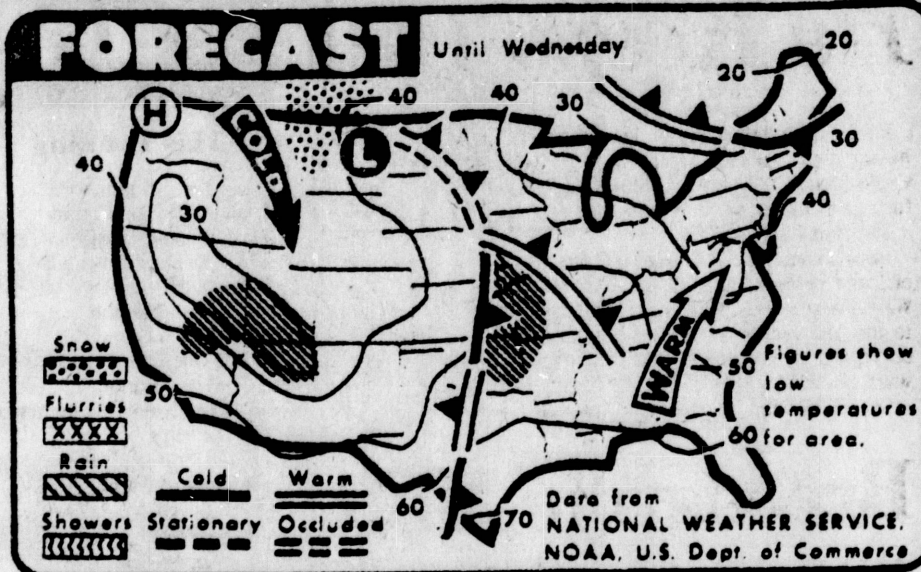 FORECAST Until Wednesday
20
20
H
COLD
40
40
30
L
30
40
40
30
Snow
Flurries
Rain
Showers
50
WARM
50
60
Figures show
low
temperatures
for area.
Cold
Warm
Stationary
Occluded
60
70
Data from
NATIONAL WEATHER SERVICE,
NOAA, U.S. Dept. of Commerce